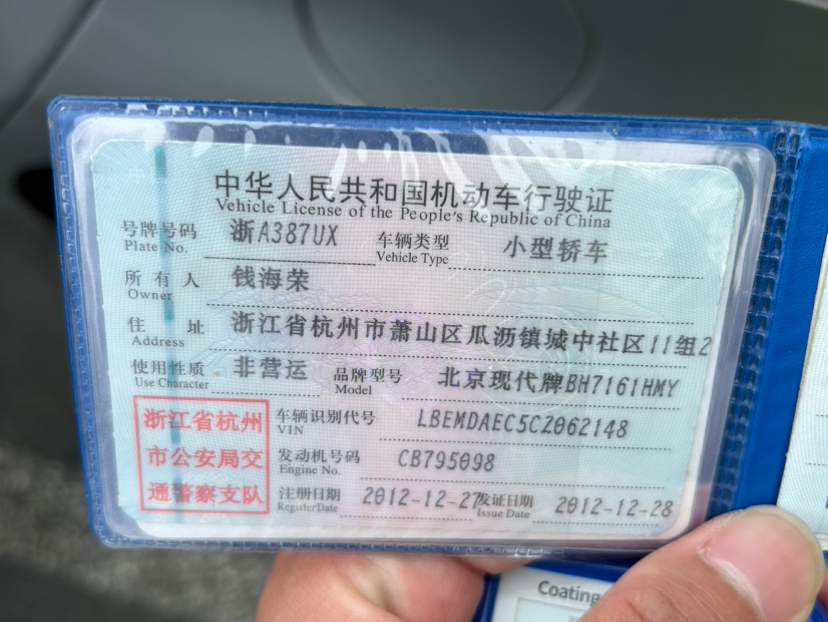 中华人民共和国机动车行驶证
Vehicle License of the People's Republic of China
号牌号码 浙A387UX 车辆类型 小型轿车
Plate No. Vehicle Type
所有人 钱海荣
Owner
住址 浙江省杭州市萧山区瓜沥镇城中社区11组2
Address
使用性质 非营运 品牌型号 北京现代牌BH7161HMY
Use Character Model
浙江省杭州
市公安局交
通警察支队
车辆识别代号 LBEMDAEC5CZ062148
VIN
发动机号码 CB795098
Engine No.
注册日期 2012-12-27 发证日期 2012-12-28
Register Date Issue Date
Coating